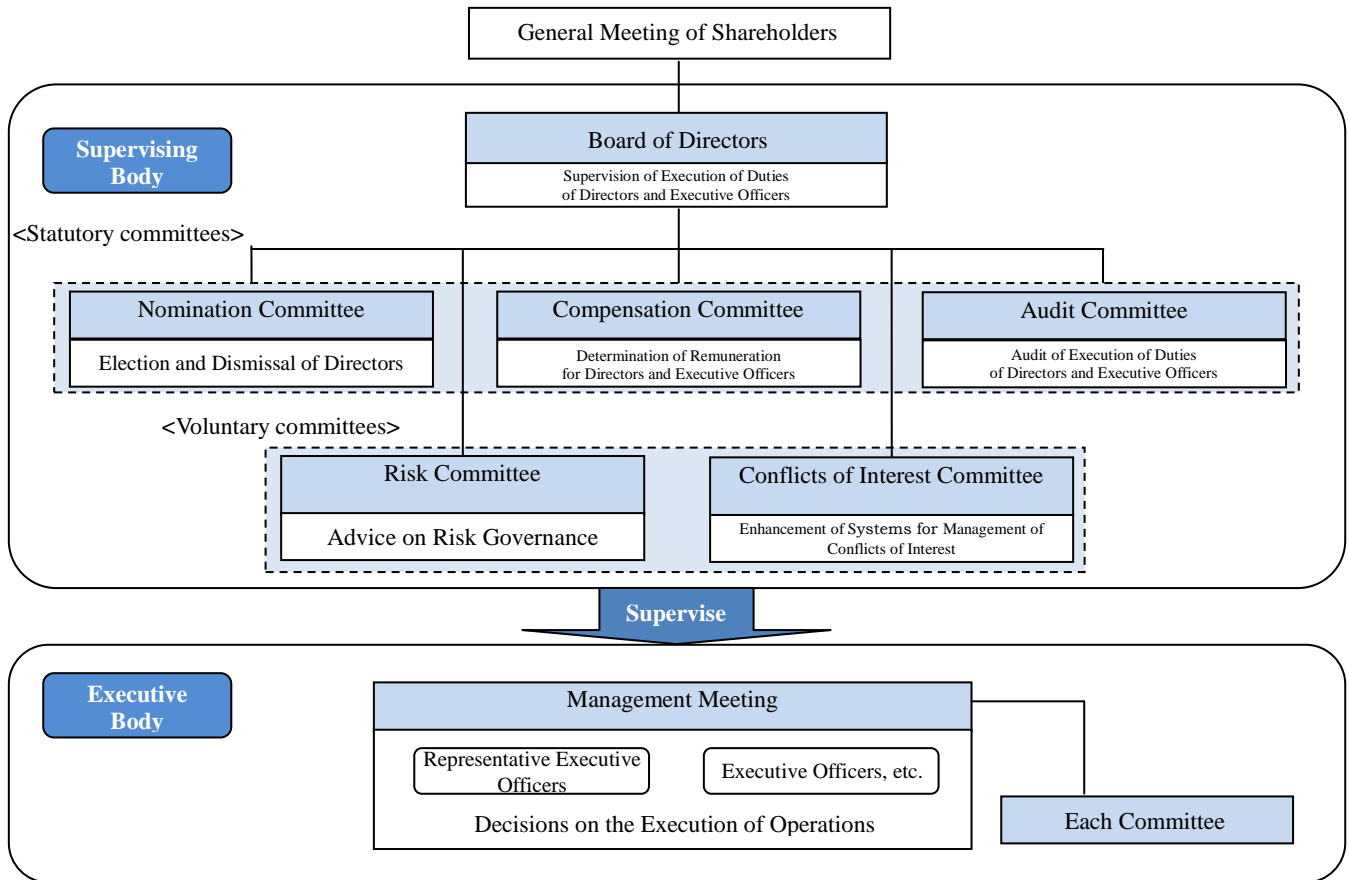 General Meeting of Shareholders
Supervising
Body
Board of Directors
Supervision of Execution of Duties
of Directors and Executive Officers
<Statutory committees>
Nomination Committee
Election and Dismissal of Directors
Compensation Committee
Determination of Remuneration
for Directors and Executive Officers
Audit Committee
Audit of Execution of Duties
of Directors and Executive Officers
<Voluntary committees>
Risk Committee
Advice on Risk Governance
Conflicts of Interest Committee
Enhancement of Systems for Management of
Conflicts of Interest
Supervise
Executive
Body
Management Meeting
Representative Executive
Officers
Executive Officers, etc.
Decisions on the Execution of Operations
Each Committee